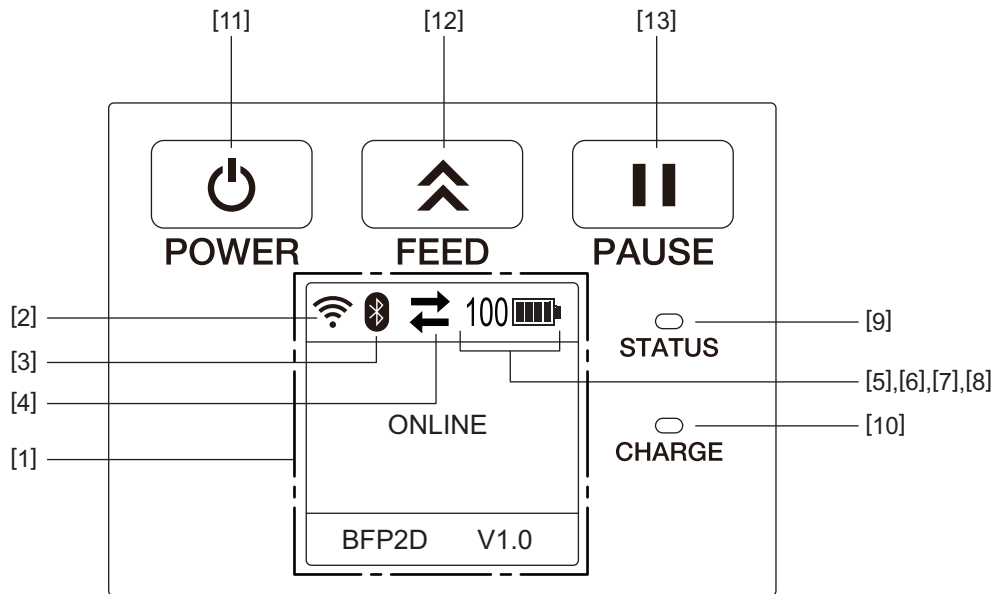 [11] [12] [13]
POWER FEED PAUSE
[2] 100 [9]
STATUS
[3]
[5],[6],[7],[8]
[4]
ONLINE [10]
CHARGE
[1]
BFP2D V1.0